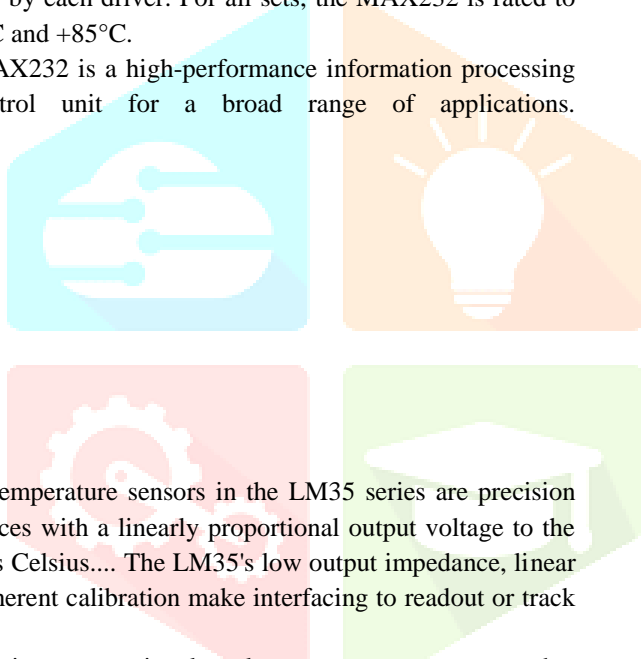 by each driver. For all sets, the MAX232 is rated to
C and +85°C.
AX232 is a high-performance information processing
trol unit for a broad range of applications.
emperature sensors in the LM35 series are precision
ces with a linearly proportional output voltage to the
s Celsius.... The LM35's low output impedance, linear
herent calibration make interfacing to readout or track